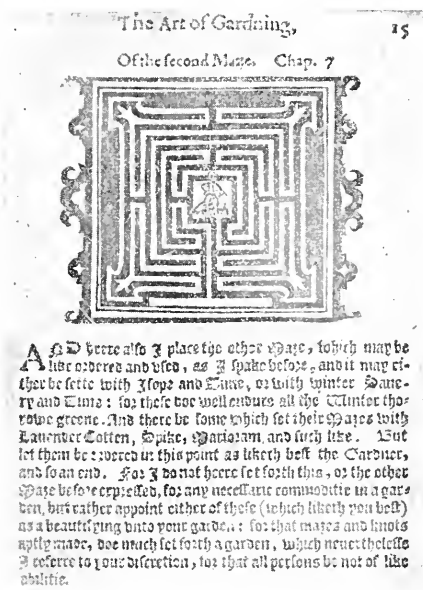 The Art of Gardning,
15
Of the second Maze. Chap. 7
AND heere also I place the other Maze, which may be
like ordered and vsed, as I spake before, and it may ei-
ther be sette with Isope and Time, or with winter Saue-
ry and Time: for these doe well endure all the Winter tho-
rowe greene. And there be some which set their Mazes with
Lauender Cotten, Spike, Marioram, and such like. But
let them be ordered in this point as liketh best the Gardner,
and so an end. For I do not heere set forth this, or the other
Maze before expressed, for any necessarie commoditie in a gar-
den, but rather appoint either of these (which liketh you best)
as a beautifying vnto your garden: for that mazes and knots
aptly made, doe much set forth a garden, which neuerthelesse
I referre to your discretion, for that all persons be not of like
abilitie.